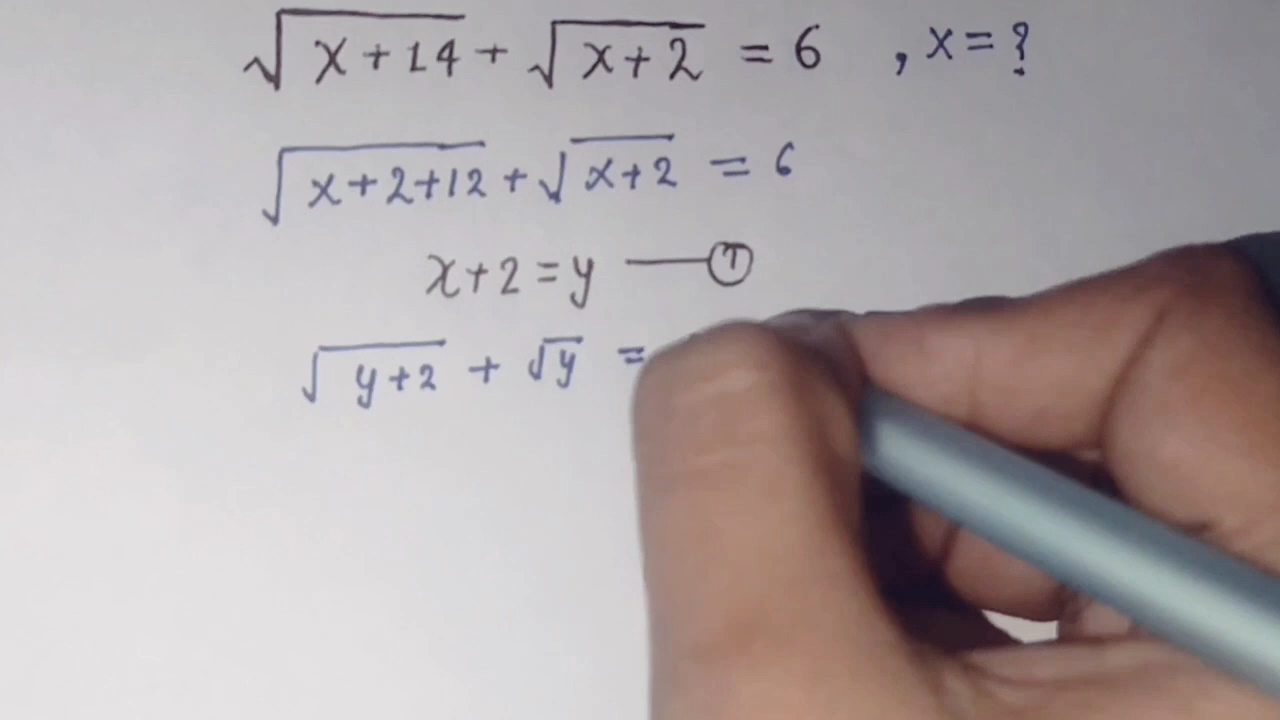 √(x+14) + √(x+2) = 6 , x = ?
√(x+2+12) + √(x+2) = 6
x+2 = y —— ①
√(y+2) + √y =